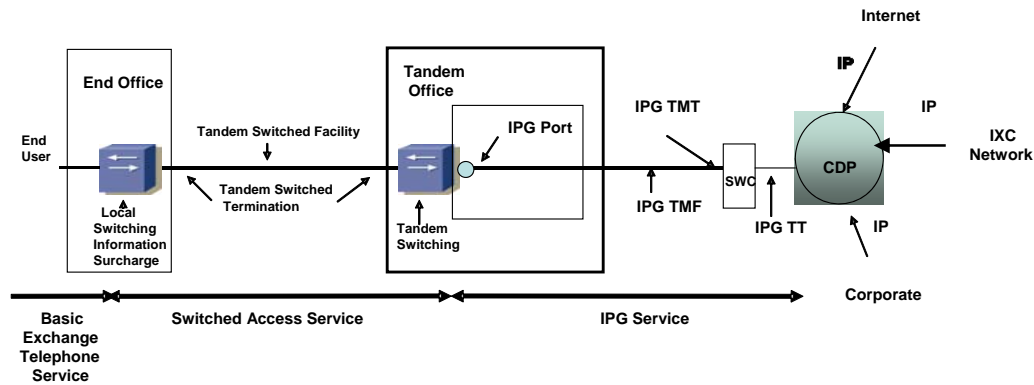 Internet
End Office
Tandem
Office
IP
IP
IPG TMT
IPG Port
Tandem Switched Facility
End
User
IXC
Network
CDP
SWC
Tandem Switched
Termination
IPG TMF
IPG TT
IP
Local
Switching
Information
Surcharge
Tandem
Switching
Corporate
Basic
Exchange
Telephone
Service
Switched Access Service
IPG Service